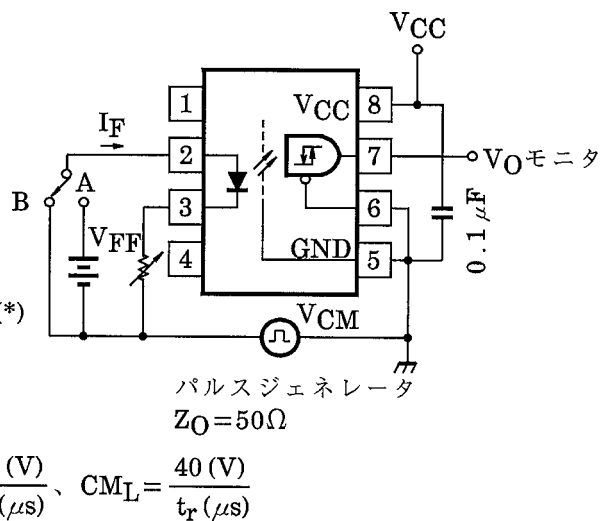 VCC
1
VCC
8
IF
2
7
VOモニタ
B
A
3
6
0.1μF
VFF
4
GND
5
(*)
VCM
パルスジェネレータ
ZO=50Ω
(V)
(μs)
、 CML= 40(V)
tr(μs)